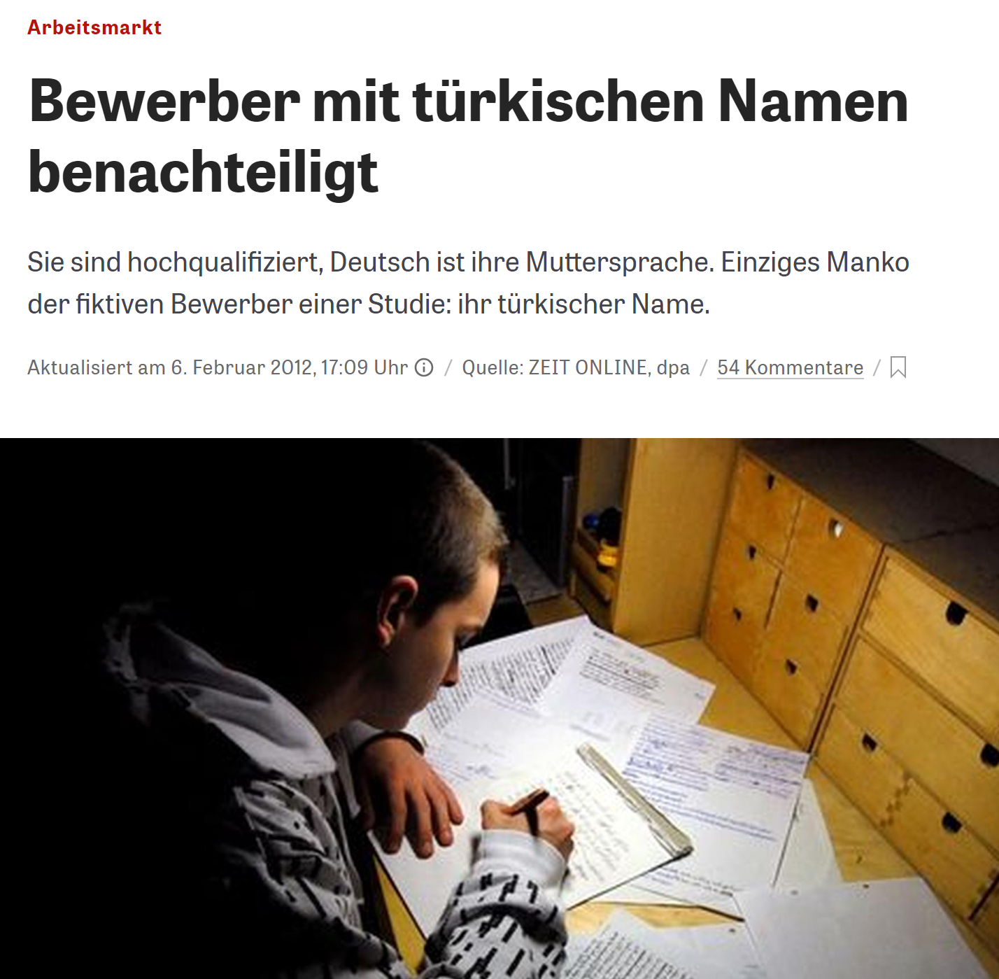 Arbeitsmarkt
Bewerber mit türkischen Namen
benachteiligt
Sie sind hochqualifiziert, Deutsch ist ihre Muttersprache. Einziges Manko
der fiktiven Bewerber einer Studie: ihr türkischer Name.
Aktualisiert am 6. Februar 2012, 17:09 Uhr / Quelle: ZEIT ONLINE, dpa / 54 Kommentare /